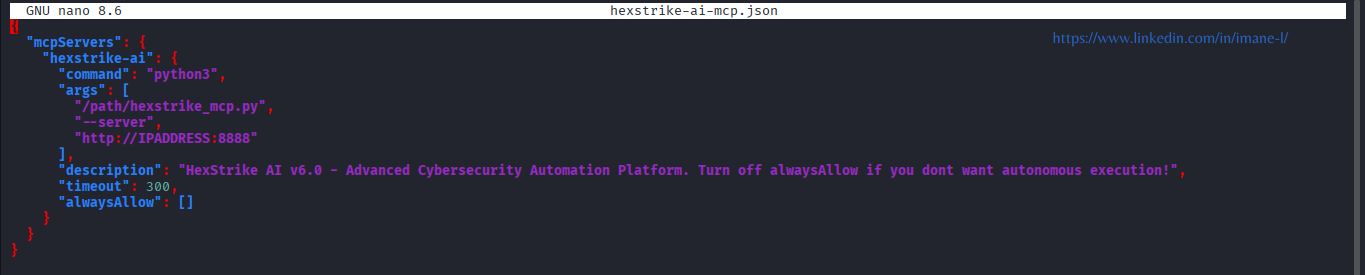 GNU nano 8.6 hexstrike-ai-mcp.json
{
https://www.linkedin.com/in/imane-l/
"mcpServers": {
"hexstrike-ai": {
"command": "python3",
"args": [
"/path/hexstrike_mcp.py",
"--server",
"http://IPADDRESS:8888"
],
"description": "HexStrike AI v6.0 - Advanced Cybersecurity Automation Platform. Turn off alwaysAllow if you dont want autonomous execution!",
"timeout": 300,
"alwaysAllow": []
}
}
}